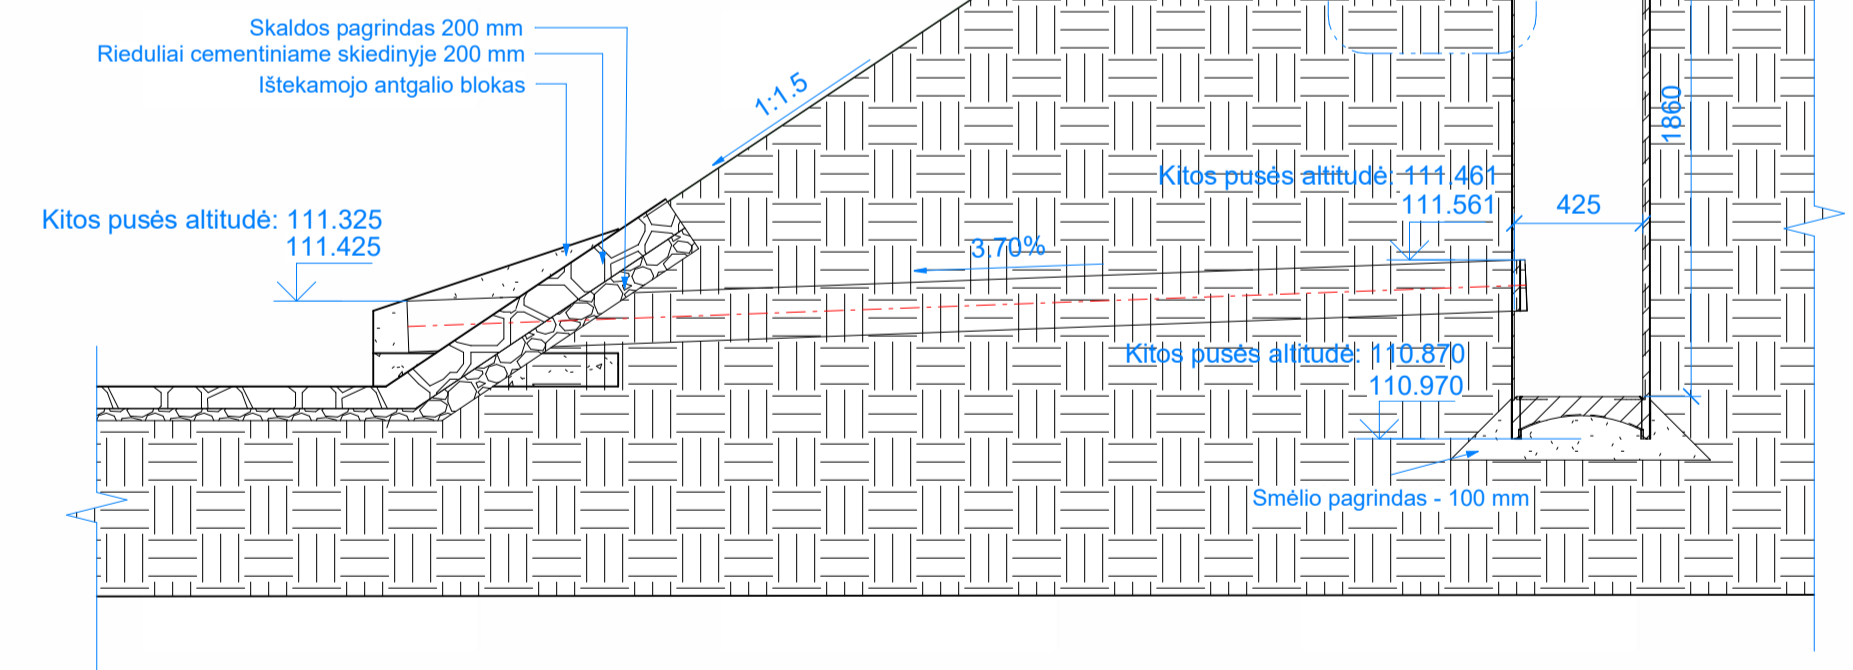 Skaldos pagrindas 200 mm
Rieduliai cementiniame skiedinyje 200 mm
Ištekamojo antgalio blokas
1:1.5
1860
Kitos pusės altitudė: 111.461
111.561
425
Kitos pusės altitudė: 111.325
111.425
3.70%
Kitos pusės altitudė: 110.870
110.970
Smėlio pagrindas - 100 mm